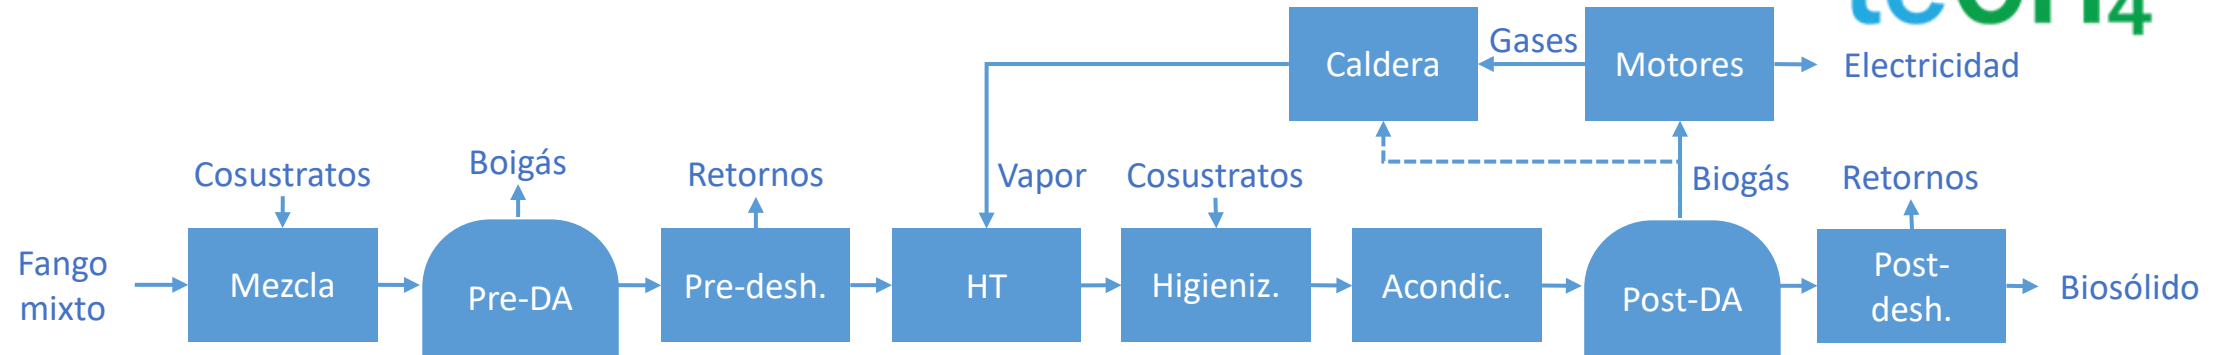 tecH4
Gases
Caldera
Motores
Electricidad
Cosustratos
Boigás
Retornos
Vapor
Cosustratos
Biogás
Retornos
Fango
mixto
Mezcla
Pre-DA
Pre-desh.
HT
Higieniz.
Acondic.
Post-DA
Post-
desh.
Biosólido